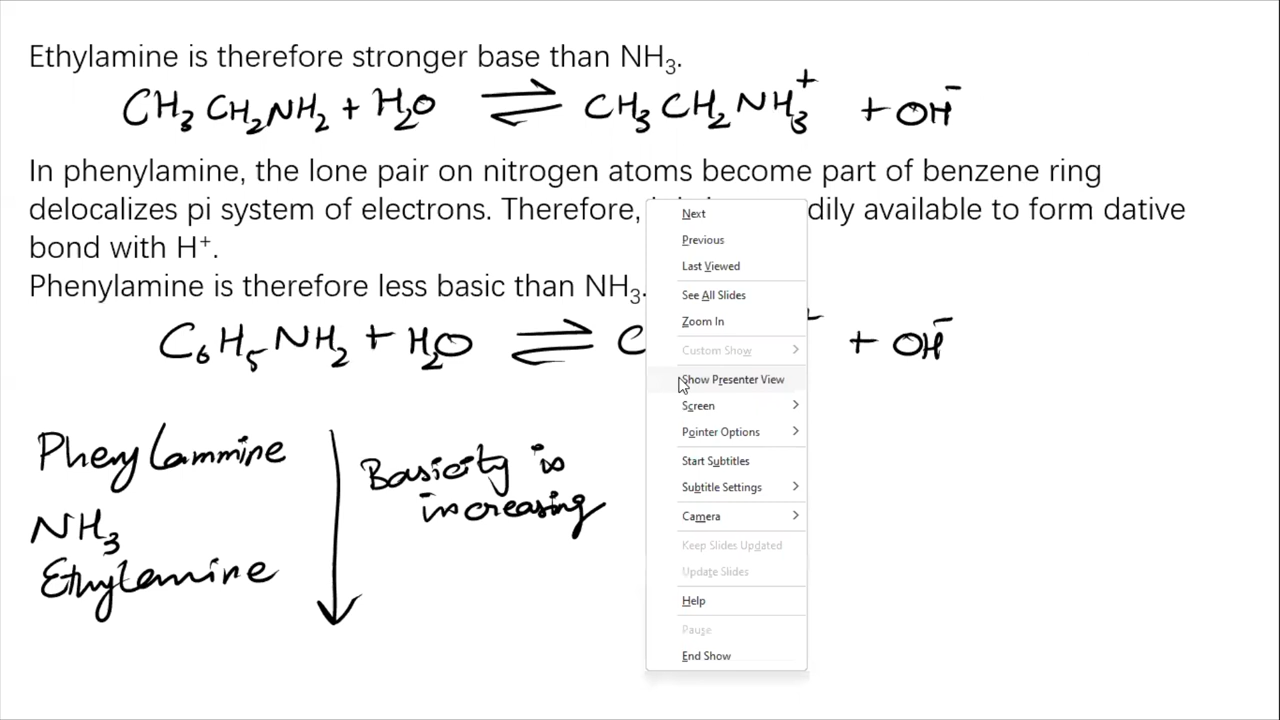 Ethylamine is therefore stronger base than NH₃.
CH₃CH₂NH₂ + H₂O ⇌ CH₃CH₂NH₃⁺ + OH⁻
In phenylamine, the lone pair on nitrogen atoms become part of benzene ring
delocalizes pi system of electrons. Therefore, dily available to form dative
bond with H⁺.
Phenylamine is therefore less basic than NH₃.
C₆H₅NH₂ + H₂O ⇌ C + OH⁻
Phenylammine
NH₃
Ethylamine
Basicity is
increasing
Next
Previous
Last Viewed
See All Slides
Zoom In
Custom Show
Show Presenter View
Screen
Pointer Options
Start Subtitles
Subtitle Settings
Camera
Keep Slides Updated
Update Slides
Help
Pause
End Show